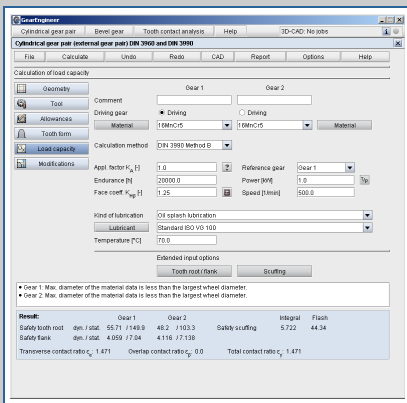 GearEngineer
Cylindrical gear pair Bevel gear Tooth contact analysis Help 3D-CAD: No jobs
Cylindrical gear pair (external gear pair) DIN 3960 and DIN 3990
File Calculate Undo Redo CAD Report Options Help
Calculation of load capacity
Geometry
Tool
Allowances
Tooth form
Load capacity
Modifications
Gear 1 Gear 2
Comment
Driving gear Driving Driving
Material 16MnCr5 16MnCr5 Material
Calculation method DIN 3990 Method B
Appl. factor KA [-] 1.0 ? Reference gear Gear 1
Endurance [h] 20000.0 Power [kW] 1.0
Face coeff. KHβ [-] 1.25 Speed [1/min] 500.0
Kind of lubrication Oil splash lubrication
Lubricant Standard ISO VG 100
Temperature [°C] 70.0
Extended input options
Tooth root / flank Scuffing
• Gear 1: Max. diameter of the material data is less than the largest wheel diameter.
• Gear 2: Max. diameter of the material data is less than the largest wheel diameter.
Result:
Gear 1 Gear 2 Integral Flash
Safety tooth root dyn. / stat. 55.71 / 149.9 48.2 / 103.3 Safety scuffing 5.722 44.34
Safety flank dyn. / stat. 4.059 / 7.04 4.116 / 7.138
Transverse contact ratio εα: 1.471 Overlap contact ratio εβ: 0.0 Total contact ratio εγ: 1.471